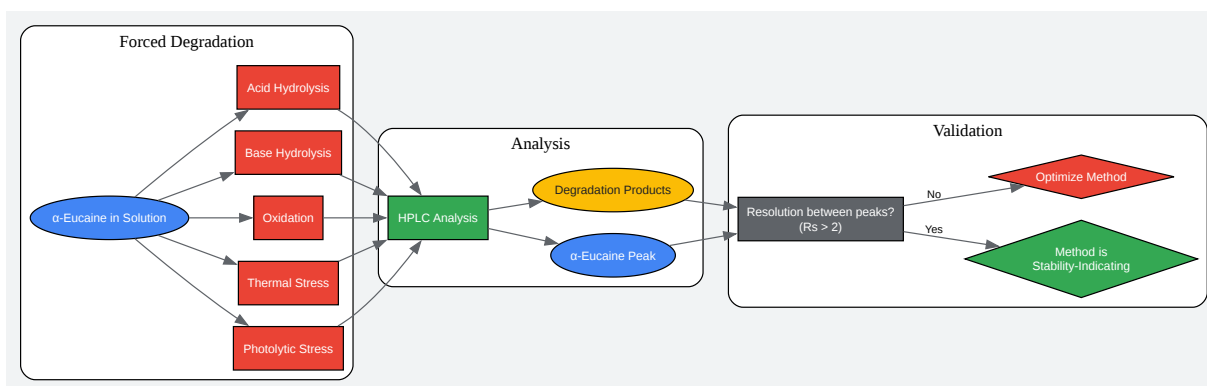 Forced Degradation
Acid Hydrolysis
Base Hydrolysis
α-Eucaine in Solution
Oxidation
Thermal Stress
Photolytic Stress
Analysis
HPLC Analysis
Degradation Products
α-Eucaine Peak
Validation
Resolution between peaks?
(Rs > 2)
No
Optimize Method
Yes
Method is
Stability-Indicating